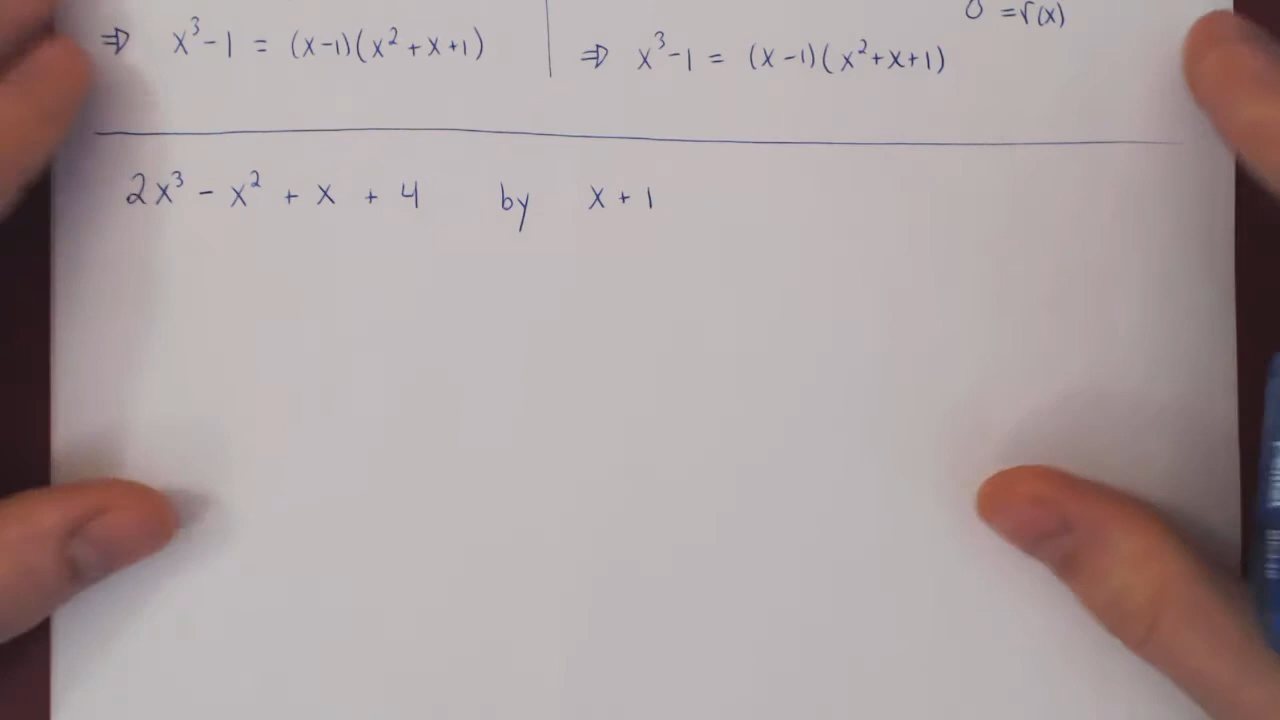 ⇒ x³-1 = (x-1)(x²+x+1)
0 = r(x)
⇒ x³-1 = (x-1)(x²+x+1)
2x³ - x² + x + 4 by x + 1